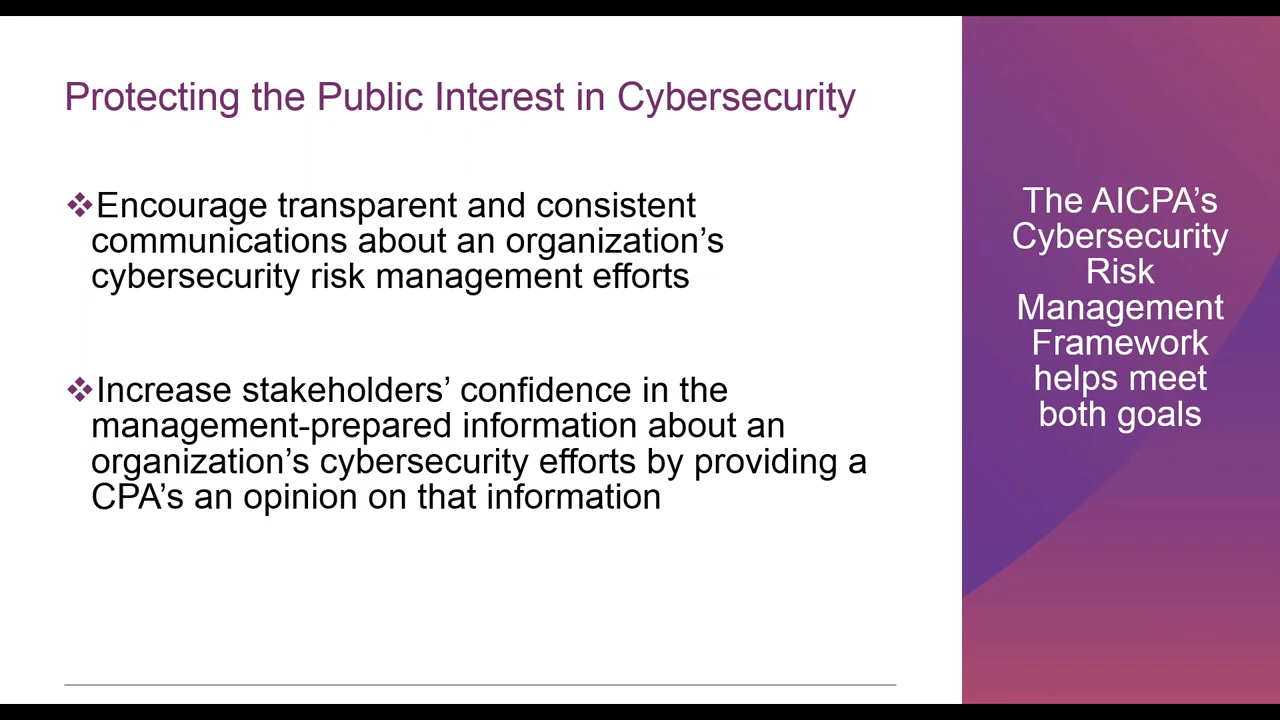 Protecting the Public Interest in Cybersecurity
❖Encourage transparent and consistent
communications about an organization’s
cybersecurity risk management efforts
❖Increase stakeholders’ confidence in the
management-prepared information about an
organization’s cybersecurity efforts by providing a
CPA’s an opinion on that information
The AICPA’s
Cybersecurity
Risk
Management
Framework
helps meet
both goals